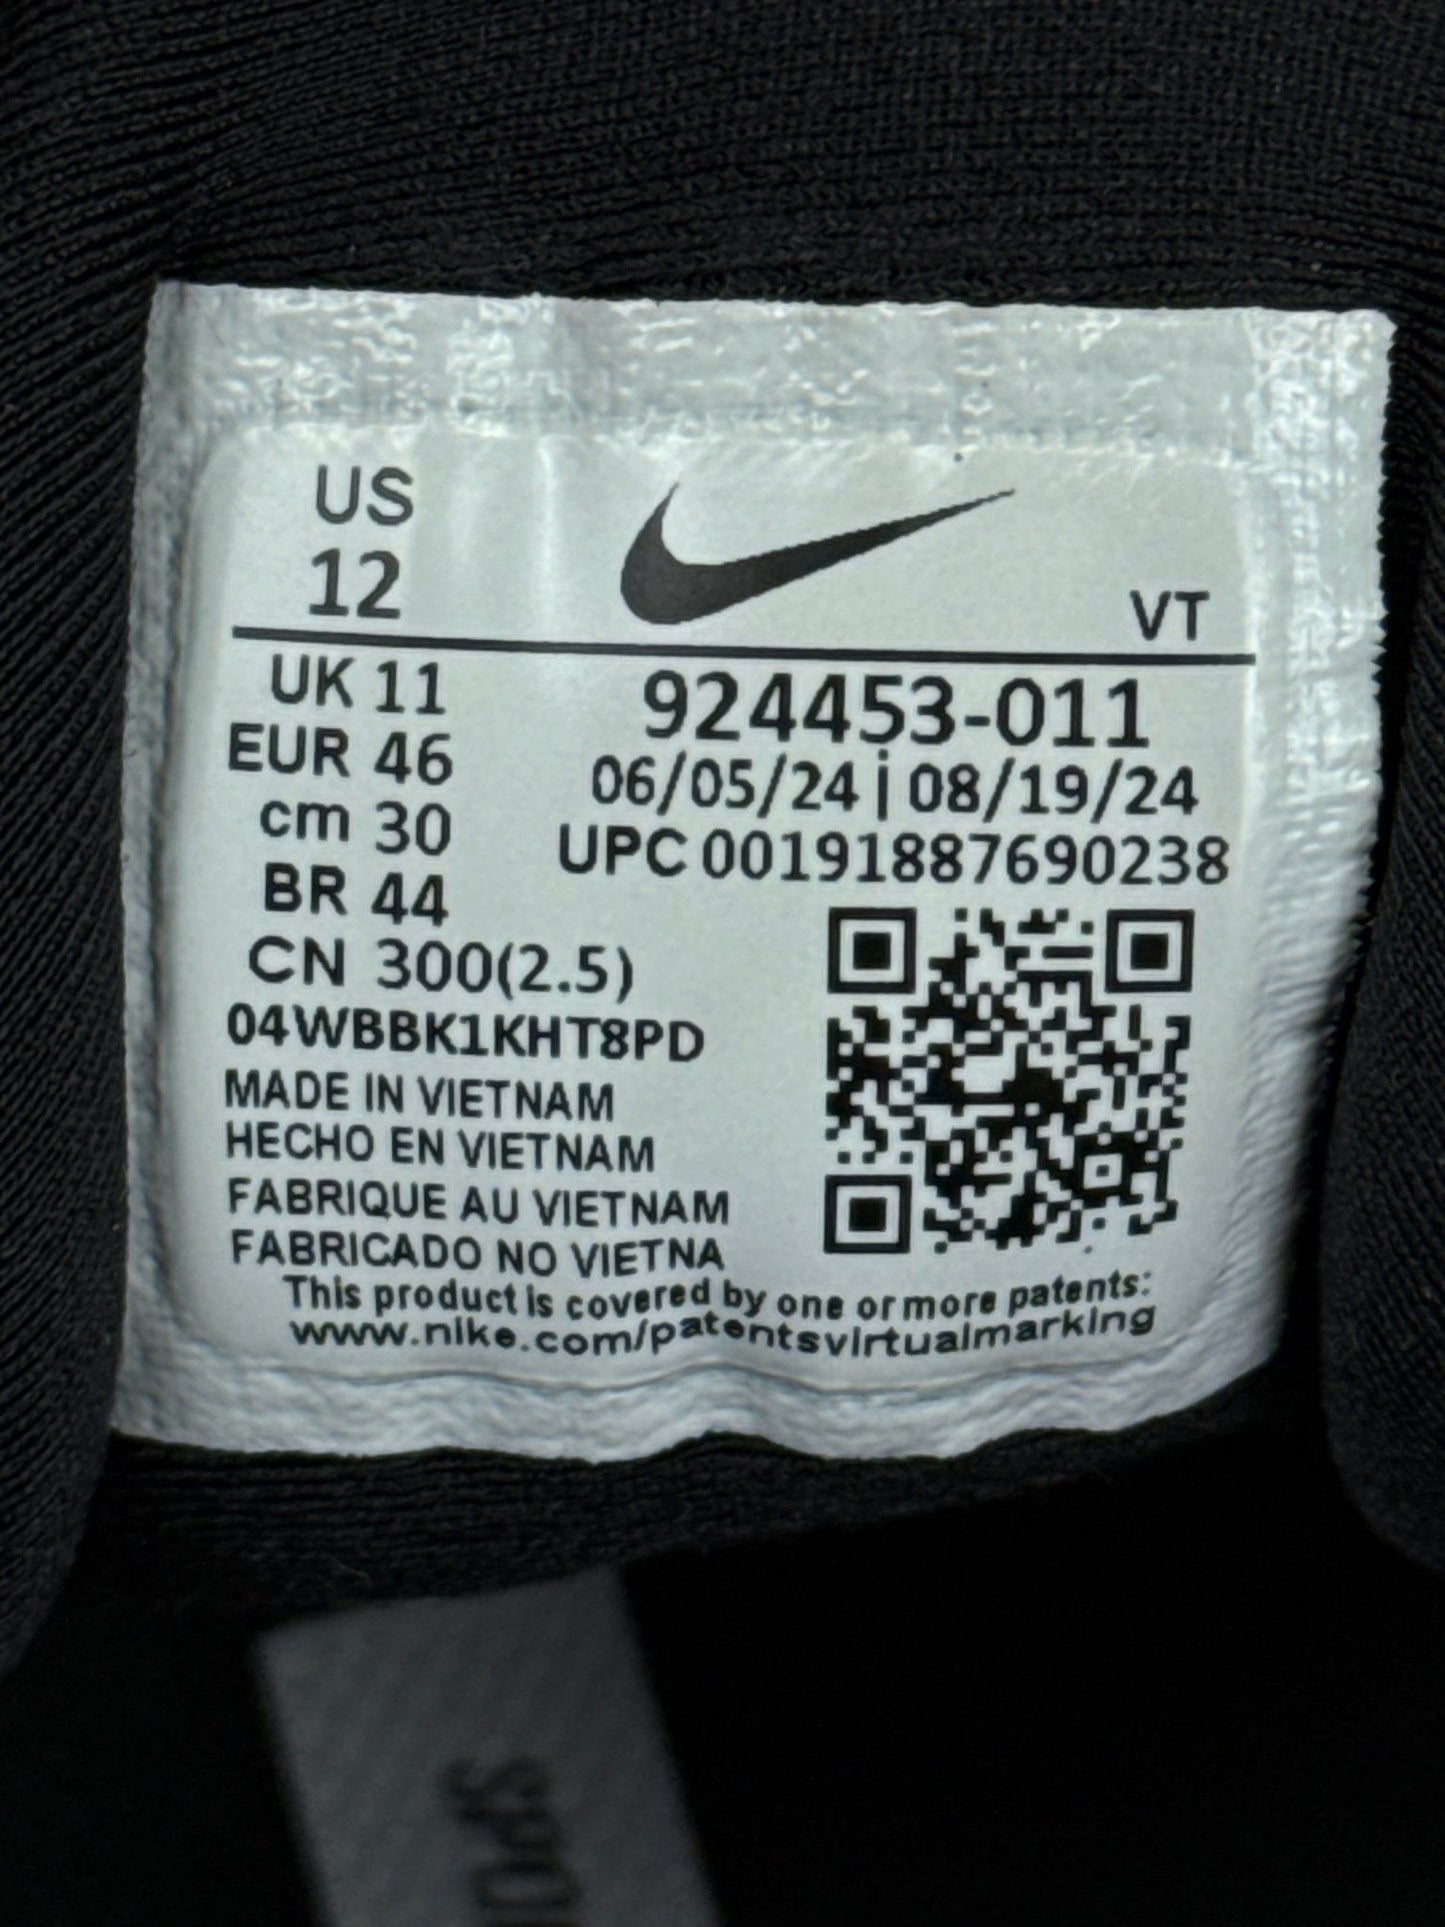 US
12
VT
UK 11
EUR 46
cm 30
BR 44
CN 300(2.5)
924453-011
06/05/24 | 08/19/24
UPC 00191887690238
04WBBK1KHT8PD
MADE IN VIETNAM
HECHO EN VIETNAM
FABRIQUE AU VIETNAM
FABRICADO NO VIETNA
This product is covered by one or more patents:
www.nike.com/patentsvirtualmarking